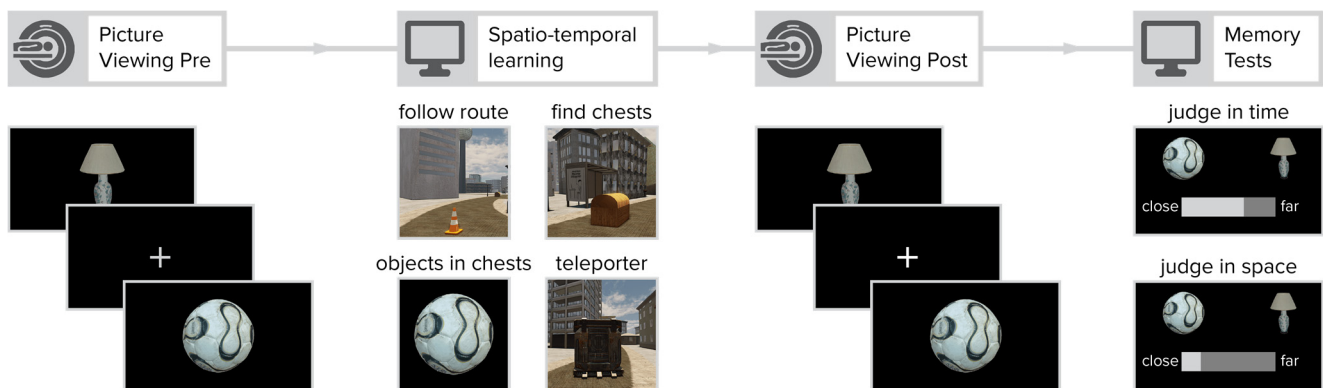 Picture
Viewing Pre
Spatio-temporal
learning
Picture
Viewing Post
Memory
Tests
follow route
find chests
objects in chests
teleporter
judge in time
close
far
judge in space
close
far